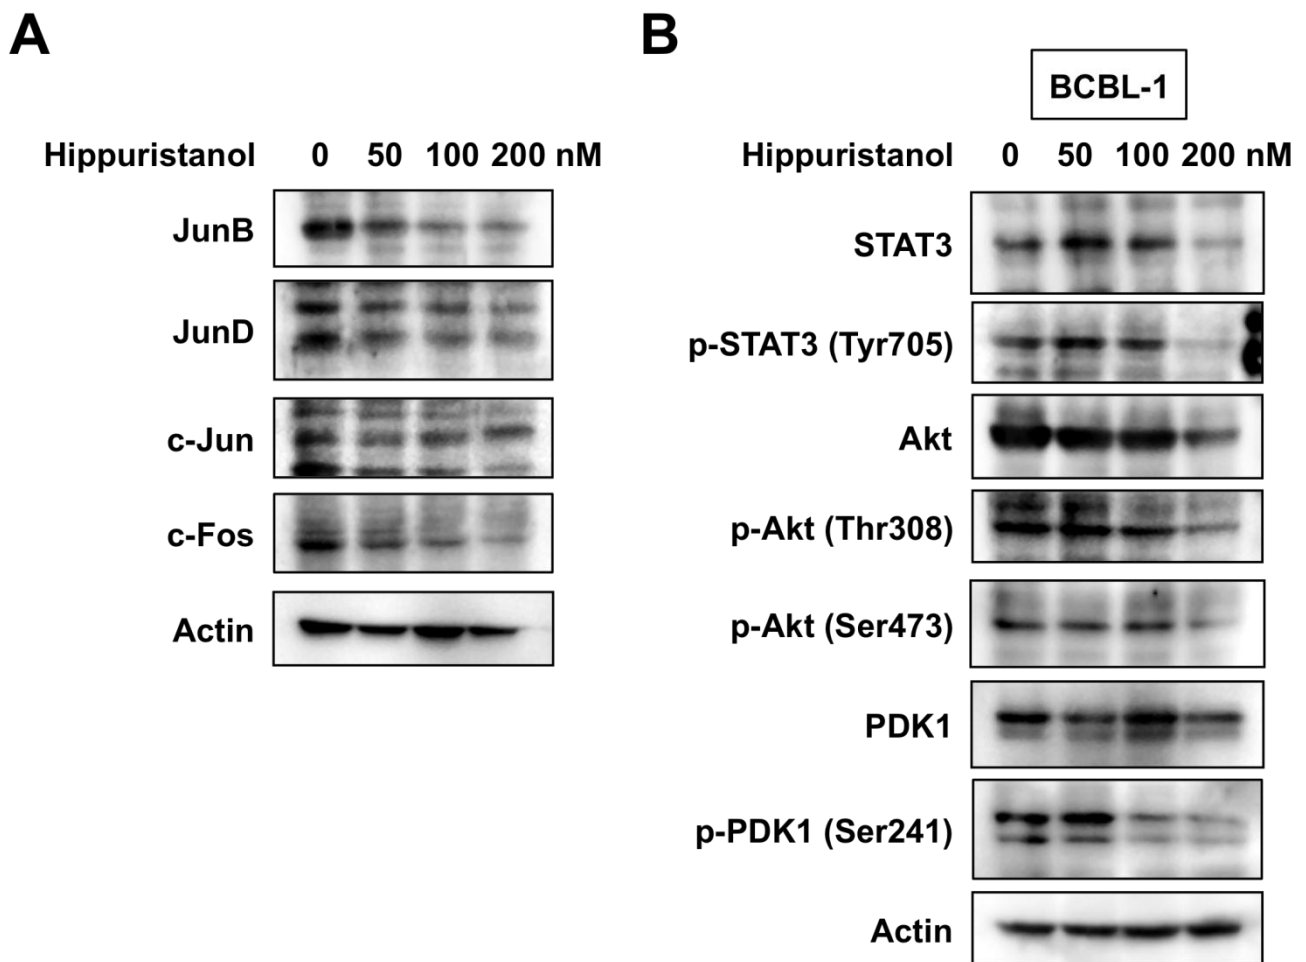 A
Hippuristanol 0 50 100 200 nM
JunB
JunD
c-Jun
c-Fos
Actin
B
BCBL-1
Hippuristanol 0 50 100 200 nM
STAT3
p-STAT3 (Tyr705)
Akt
p-Akt (Thr308)
p-Akt (Ser473)
PDK1
p-PDK1 (Ser241)
Actin